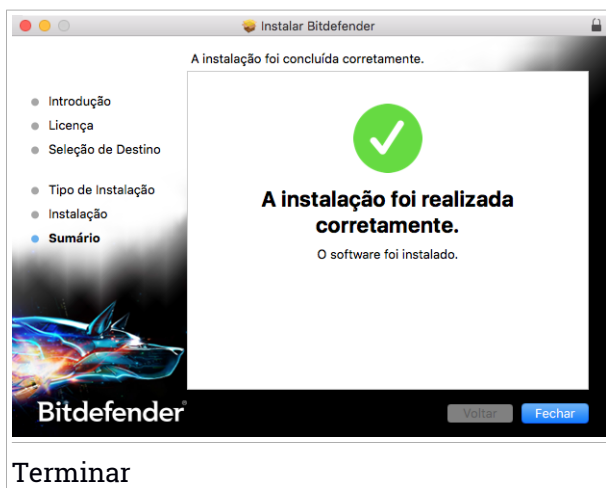 Instalar Bitdefender
A instalação foi concluída corretamente.
Introdução
Licença
Seleção de Destino
Tipo de Instalação
Instalação
Sumário
A instalação foi realizada
corretamente.
O software foi instalado.
Bitdefender®
Voltar
Fechar
Terminar